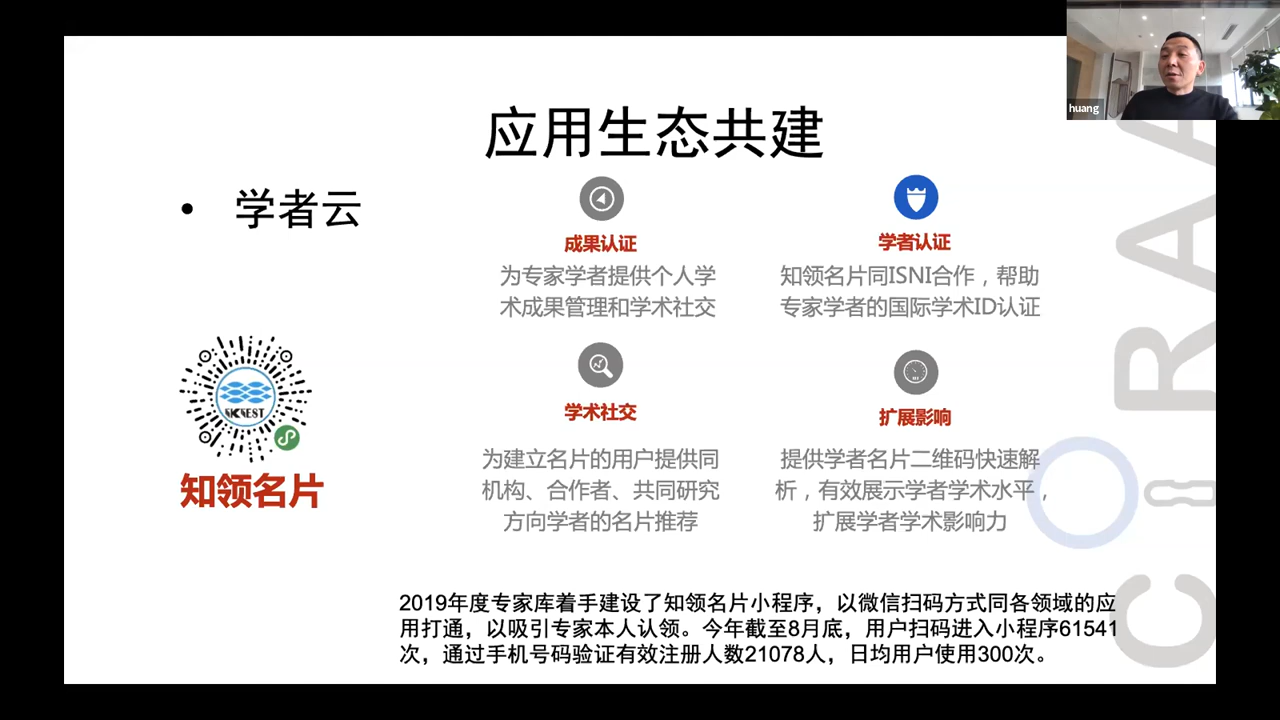 huang
应用生态共建
• 学者云
成果认证
为专家学者提供个人学
术成果管理和学术社交
学者认证
知领名片同ISNI合作，帮助
专家学者的国际学术ID认证
学术社交
为建立名片的用户提供同
机构、合作者、共同研究
方向学者的名片推荐
扩展影响
提供学者名片二维码快速解
析，有效展示学者学术水平，
扩展学者学术影响力
知领名片
2019年度专家库着手建设了知领名片小程序，以微信扫码方式同各领域的应
用打通，以吸引专家本人认领。今年截至8月底，用户扫码进入小程序61541
次，通过手机号码验证有效注册人数21078人，日均用户使用300次。